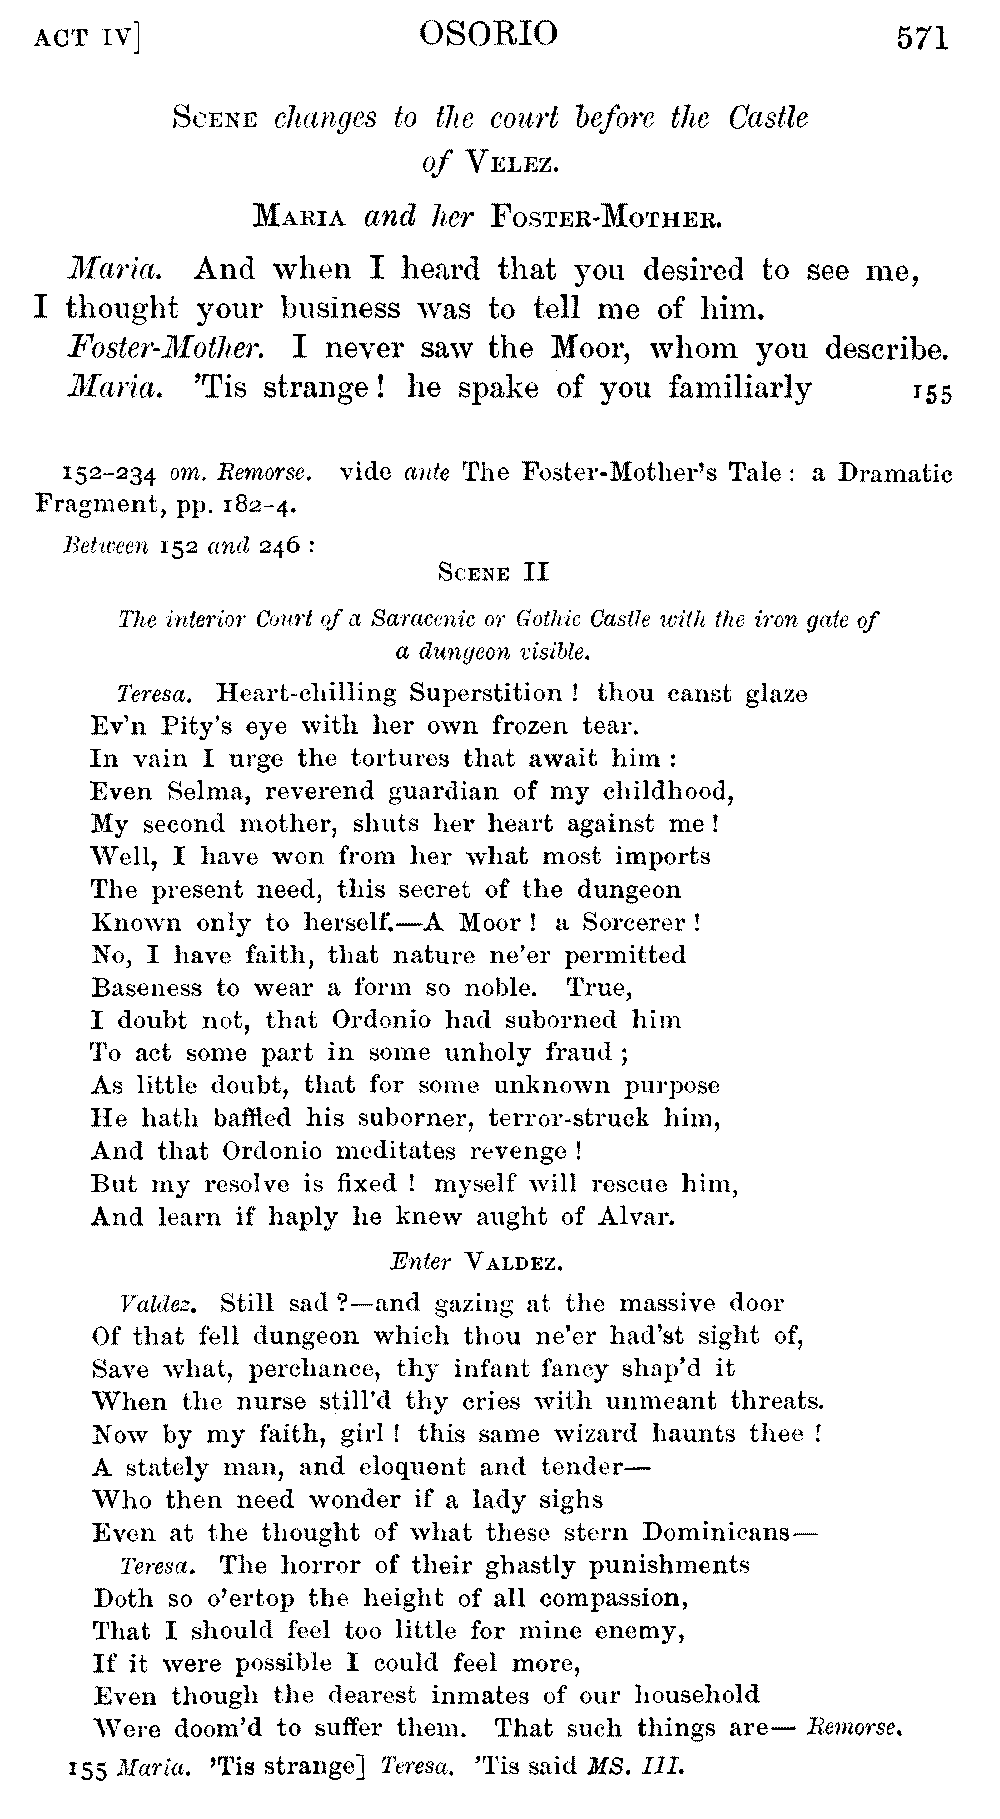 ACT IV] OSORIO 571
SCENE changes to the court before the Castle
of VELEZ.
MARIA and her FOSTER-MOTHER.
Maria. And when I heard that you desired to see me,
I thought your business was to tell me of him.
Foster-Mother. I never saw the Moor, whom you describe.
Maria. 'Tis strange! he spake of you familiarly 155
152-234 om. Remorse. vide ante The Foster-Mother's Tale: a Dramatic
Fragment, pp. 182-4.
Between 152 and 246:
SCENE II
The interior Court of a Saracenic or Gothic Castle with the iron gate of
a dungeon visible.
Teresa. Heart-chilling Superstition! thou canst glaze
Ev'n Pity's eye with her own frozen tear.
In vain I urge the tortures that await him:
Even Selma, reverend guardian of my childhood,
My second mother, shuts her heart against me!
Well, I have won from her what most imports
The present need, this secret of the dungeon
Known only to herself.—A Moor! a Sorcerer!
No, I have faith, that nature ne'er permitted
Baseness to wear a form so noble. True,
I doubt not, that Ordonio had suborned him
To act some part in some unholy fraud;
As little doubt, that for some unknown purpose
He hath baffled his suborner, terror-struck him,
And that Ordonio meditates revenge!
But my resolve is fixed! myself will rescue him,
And learn if haply he knew aught of Alvar.
Enter VALDEZ.
Valdez. Still sad?—and gazing at the massive door
Of that fell dungeon which thou ne'er had'st sight of,
Save what, perchance, thy infant fancy shap'd it
When the nurse still'd thy cries with unmeant threats.
Now by my faith, girl! this same wizard haunts thee!
A stately man, and eloquent and tender—
Who then need wonder if a lady sighs
Even at the thought of what these stern Dominicans—
Teresa. The horror of their ghastly punishments
Doth so o'ertop the height of all compassion,
That I should feel too little for mine enemy,
If it were possible I could feel more,
Even though the dearest inmates of our household
Were doom'd to suffer them. That such things are— Remorse.
155 Maria. 'Tis strange] Teresa. 'Tis said MS. III.